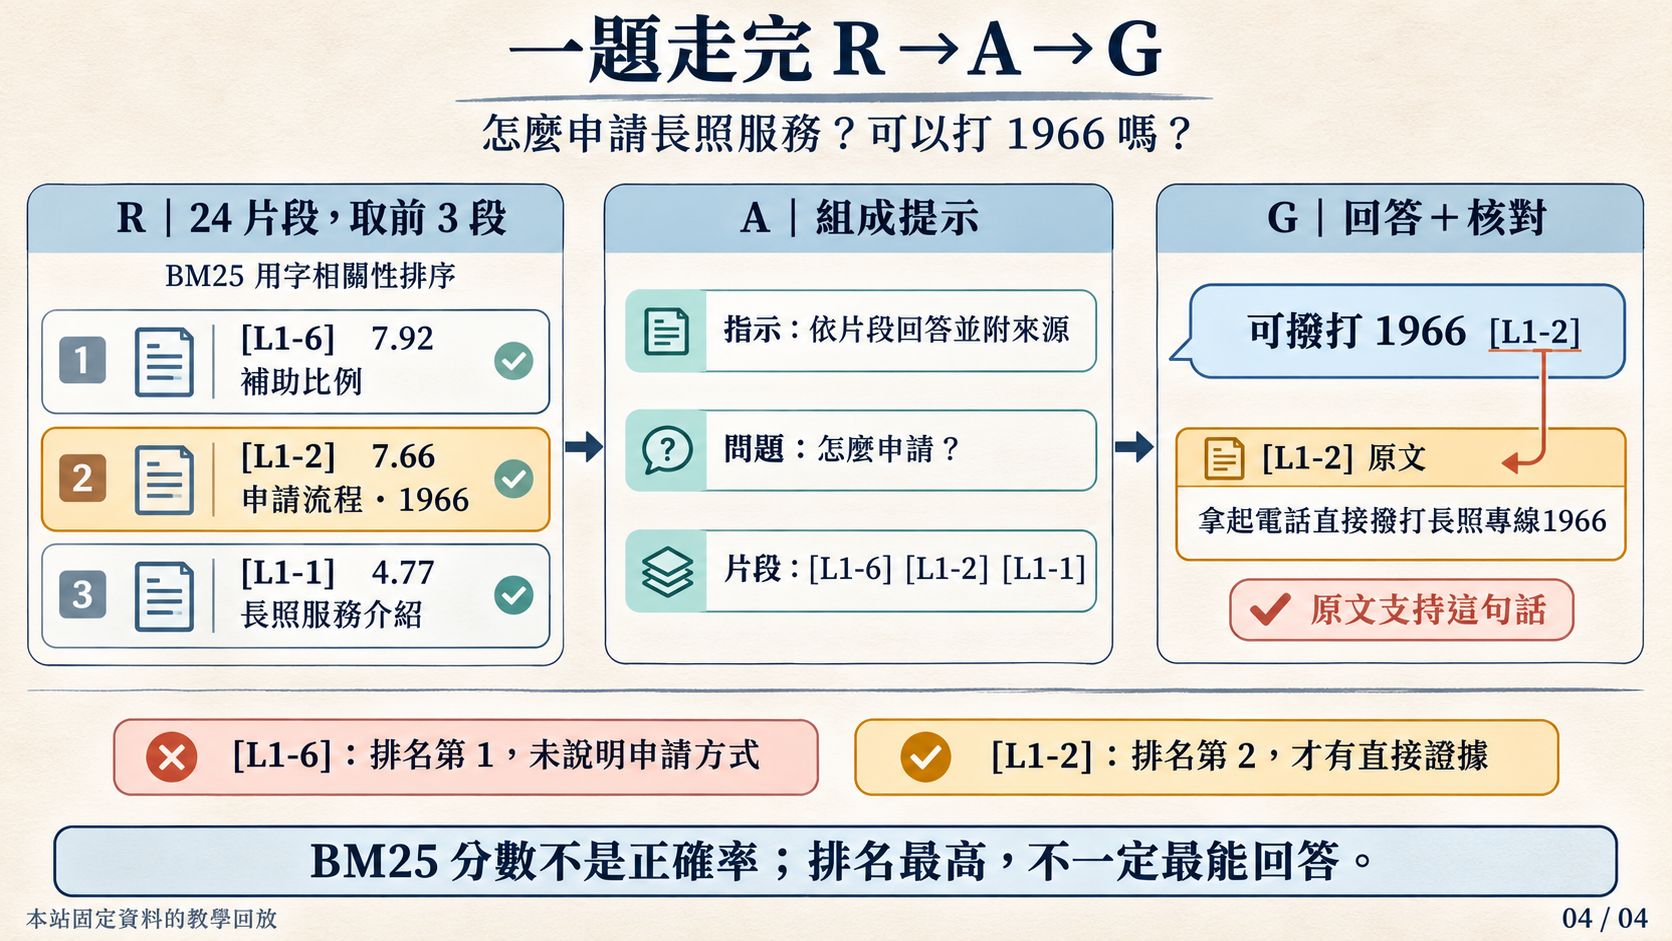 一題走完 R→A→G
怎麼申請長照服務？可以打 1966 嗎？
R｜24 片段，取前 3 段
BM25 用字相關性排序
1
[L1-6] 7.92
補助比例
2
[L1-2] 7.66
申請流程・1966
3
[L1-1] 4.77
長照服務介紹
A｜組成提示
指示：依片段回答並附來源
問題：怎麼申請？
片段：[L1-6] [L1-2] [L1-1]
G｜回答＋核對
可撥打 1966 [L1-2]
[L1-2] 原文
拿起電話直接撥打長照專線1966
原文支持這句話
[L1-6]：排名第 1，未說明申請方式
[L1-2]：排名第 2，才有直接證據
BM25 分數不是正確率；排名最高，不一定最能回答。
本站固定資料的教學回放
04 / 04